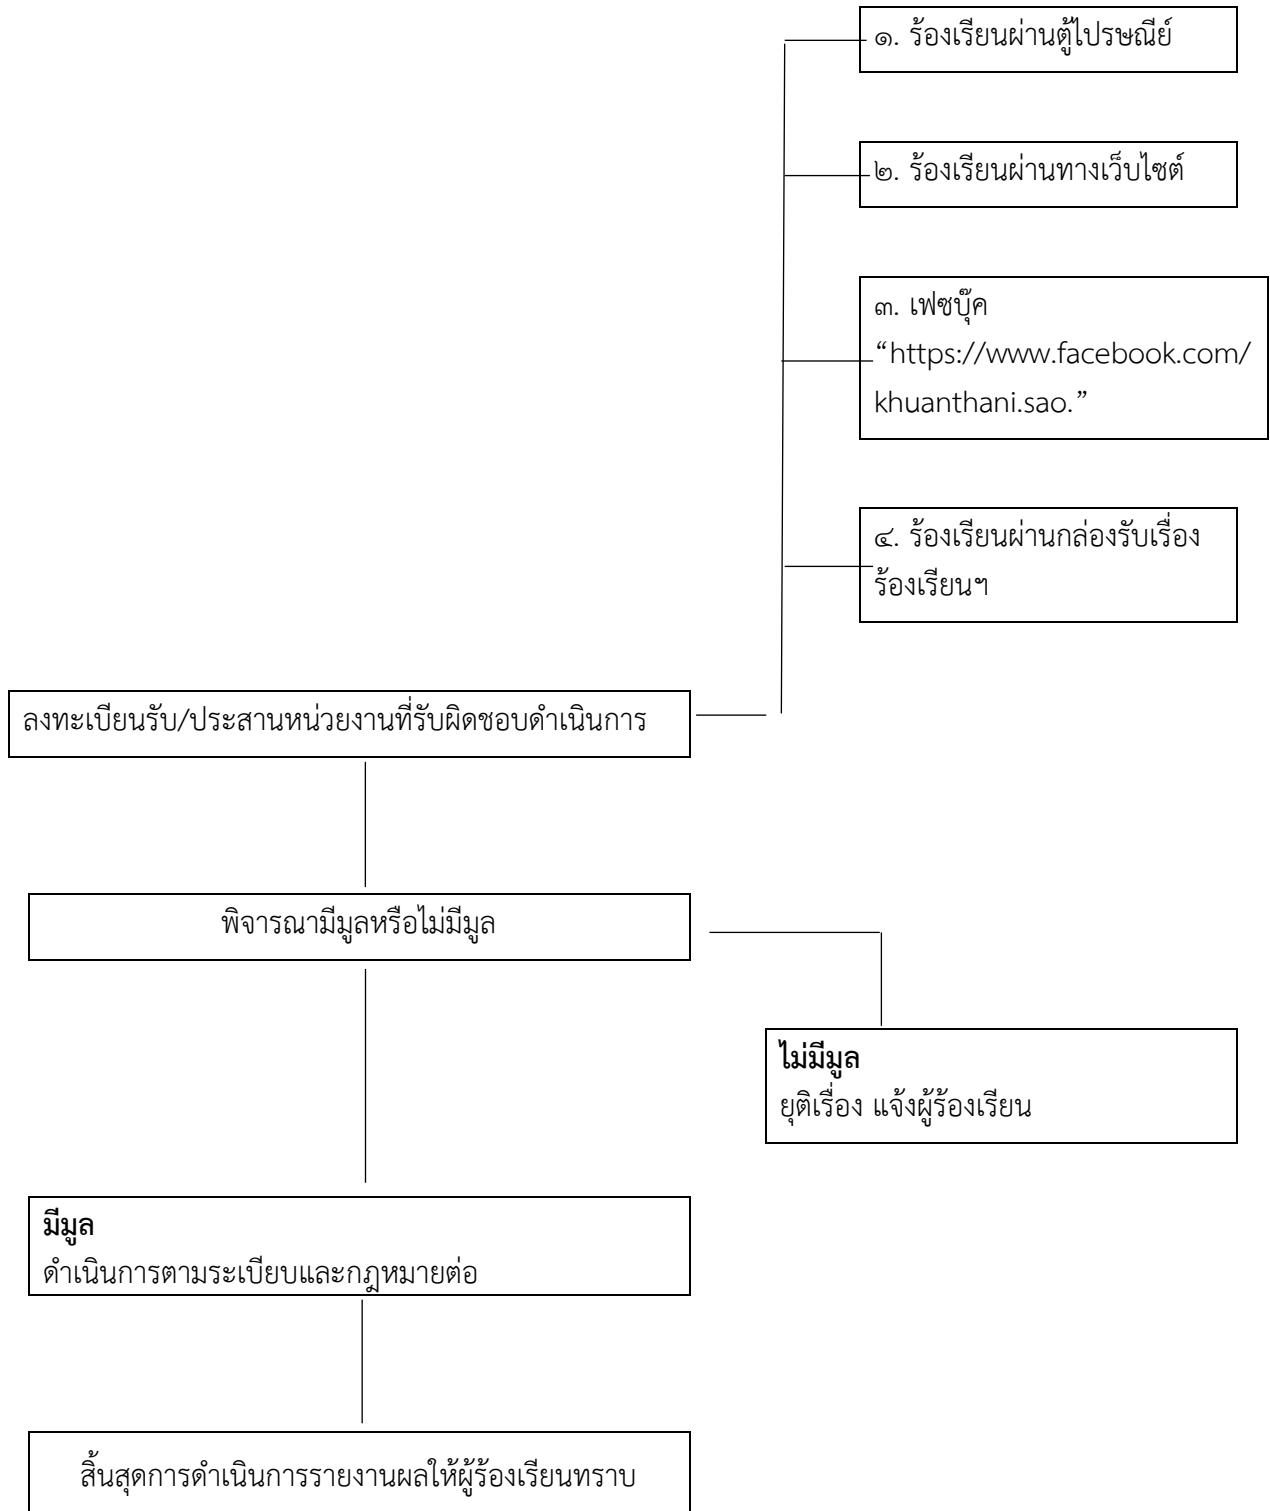 ๑. ร้องเรียนผ่านตู้ไปรษณีย์
๒. ร้องเรียนผ่านทางเว็บไซต์
๓. เฟซบุ๊ค
“https://www.facebook.com/
khuanthani.sao.”
๔. ร้องเรียนผ่านกล่องรับเรื่อง
ร้องเรียนฯ
ลงทะเบียนรับ/ประสานหน่วยงานที่รับผิดชอบดำเนินการ
พิจารณามีมูลหรือไม่มีมูล
ไม่มีมูล
ยุติเรื่อง แจ้งผู้ร้องเรียน
มีมูล
ดำเนินการตามระเบียบและกฎหมายต่อ
สิ้นสุดการดำเนินการรายงานผลให้ผู้ร้องเรียนทราบ